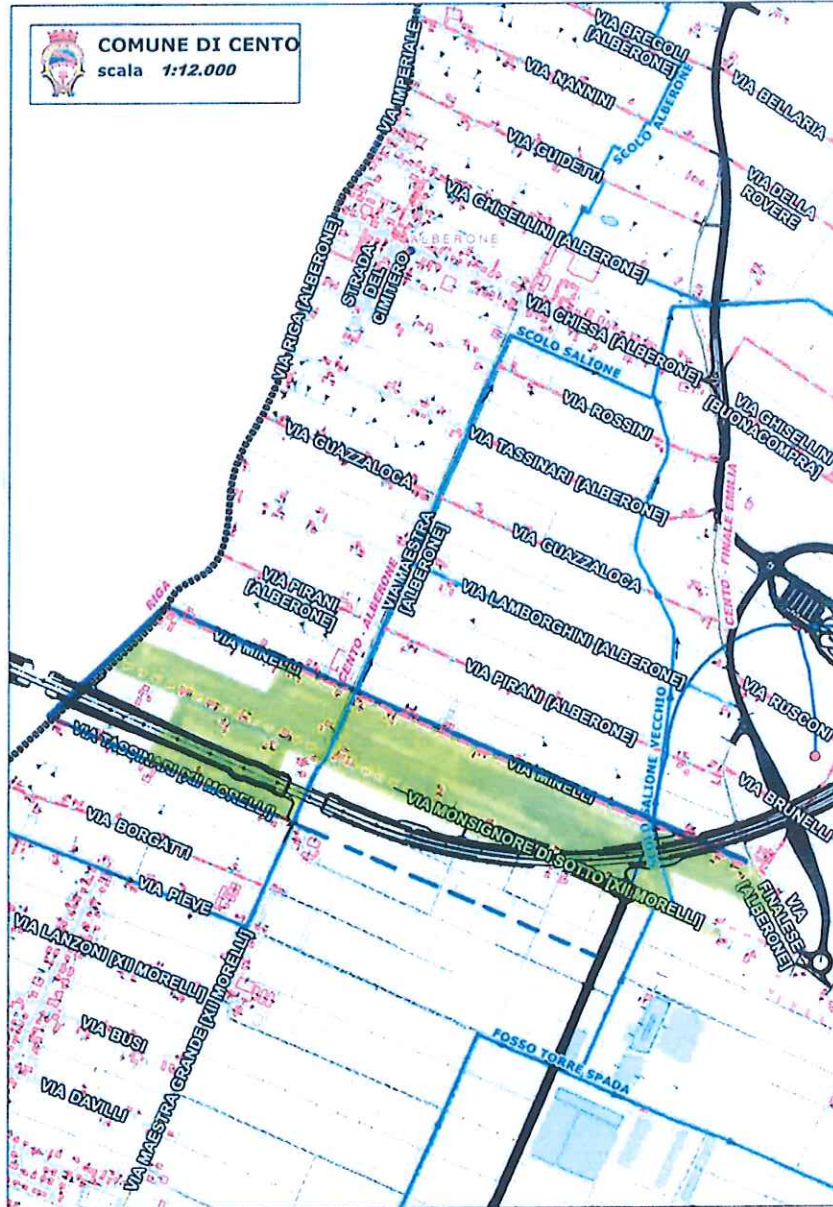 COMUNE DI CENTO
scala 1:12.000
VIA BREGOLI
[ALBERONE]
VIA NANNINI
VIA BELLARIA
VIA IMPERIALE
SCOLO ALBERONE
VIA GUIDETTI
VIA DELLA
ROVERE
VIA GHISELLINI [ALBERONE]
ALBERONE
STRADA
DEL
CIMITERO
VIA RIGA [ALBERONE]
VIA CHIESA [ALBERONE]
SCOLO SALIONE
VIA GHISELLINI
[BUONACOMPRA]
VIA ROSSINI
VIA GUAZZALOCA
VIA TASSINARI [ALBERONE]
CENTO - FINALE EMILIA
VIA MAESTRA
[ALBERONE]
CENTO - ALBERONE
VIA GUAZZALOCA
VIA PIRANI
[ALBERONE]
RIGA
VIA LAMBORGHINI [ALBERONE]
VIA MINELLI
VIA PIRANI [ALBERONE]
SCOLO SALIONE VECCHIO
VIA RUSCONI
VIA TASSINARI [XII MORELLI]
VIA MINELLI
VIA BRUNELLI
VIA MONSIGNORE DI SOTTO [XII MORELLI]
VIA BORGATTI
VIA
FINALESE
[ALBERONE]
VIA PIEVE
VIA LANZONI [XII MORELLI]
VIA BUSI
VIA MAESTRA GRANDE [XII MORELLI]
FOSSO TORRE SPADA
VIA DAVILLI